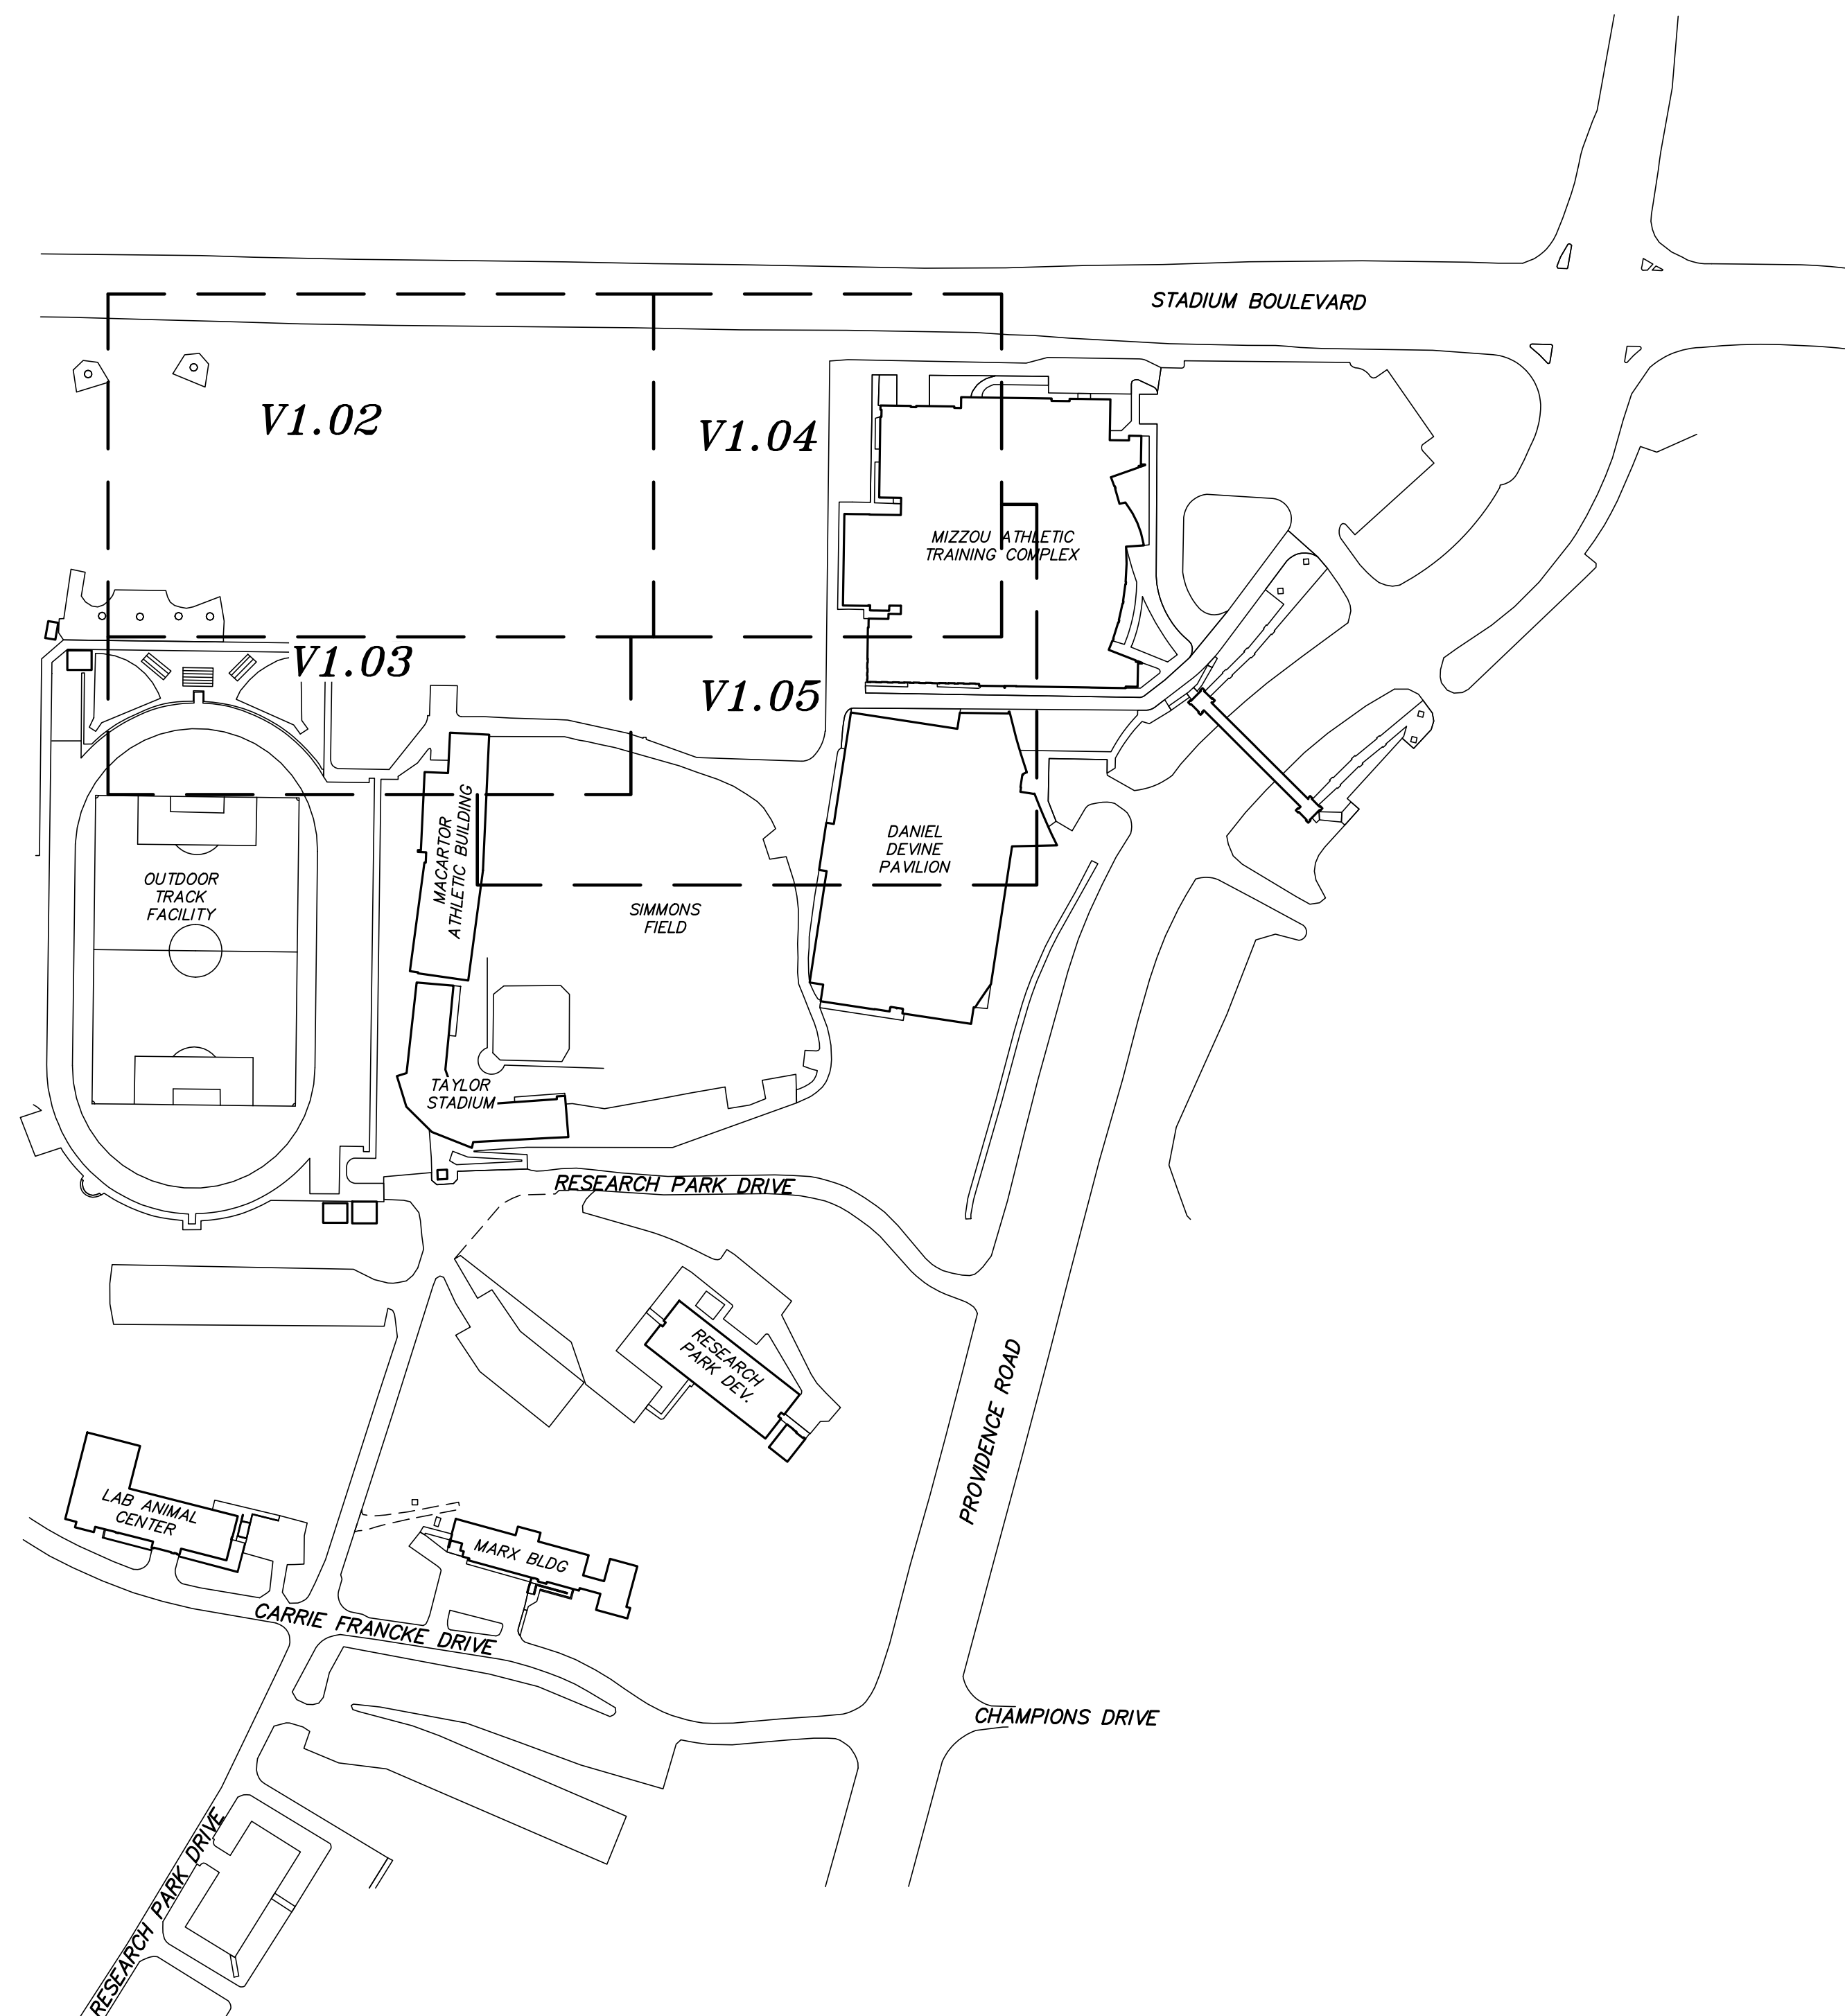 STADIUM BOULEVARD
V1.02
V1.04
MIZZOU ATHLETIC
TRAINING COMPLEX
V1.03
V1.05
MACARTOR
ATHLETIC BUILDING
DANIEL
DEVINE
PAVILION
OUTDOOR
TRACK
FACILITY
SIMMONS
FIELD
TAYLOR
STADIUM
RESEARCH PARK DRIVE
RESEARCH
PARK DEV.
PROVIDENCE ROAD
LAB ANIMAL
CENTER
MARX BLDG
CARRIE FRANCKE DRIVE
CHAMPIONS DRIVE
RESEARCH PARK DRIVE